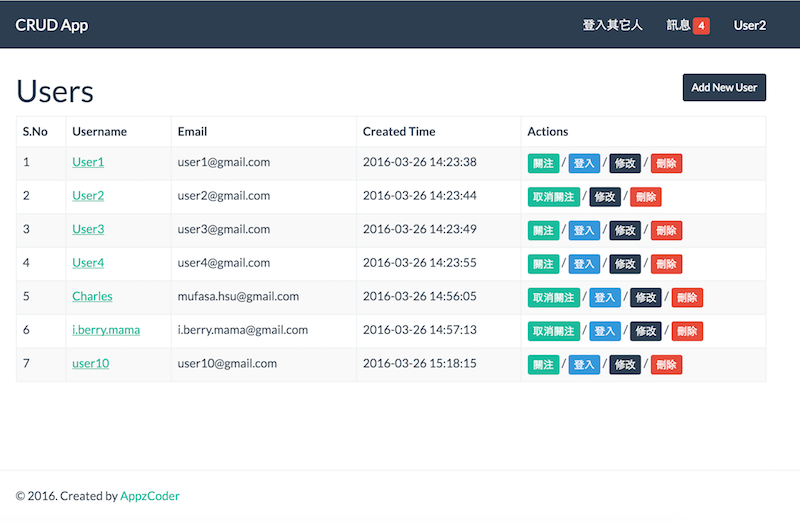 CRUD App 登入其它人 訊息 4 User2
Users Add New User
S.No Username Email Created Time Actions
1 User1 user1@gmail.com 2016-03-26 14:23:38 關注 / 登入 / 修改 / 刪除
2 User2 user2@gmail.com 2016-03-26 14:23:44 取消關注 / 修改 / 刪除
3 User3 user3@gmail.com 2016-03-26 14:23:49 關注 / 登入 / 修改 / 刪除
4 User4 user4@gmail.com 2016-03-26 14:23:55 關注 / 登入 / 修改 / 刪除
5 Charles mufasa.hsu@gmail.com 2016-03-26 14:56:05 取消關注 / 登入 / 修改 / 刪除
6 i.berry.mama i.berry.mama@gmail.com 2016-03-26 14:57:13 取消關注 / 登入 / 修改 / 刪除
7 user10 user10@gmail.com 2016-03-26 15:18:15 關注 / 登入 / 修改 / 刪除
© 2016. Created by AppzCoder